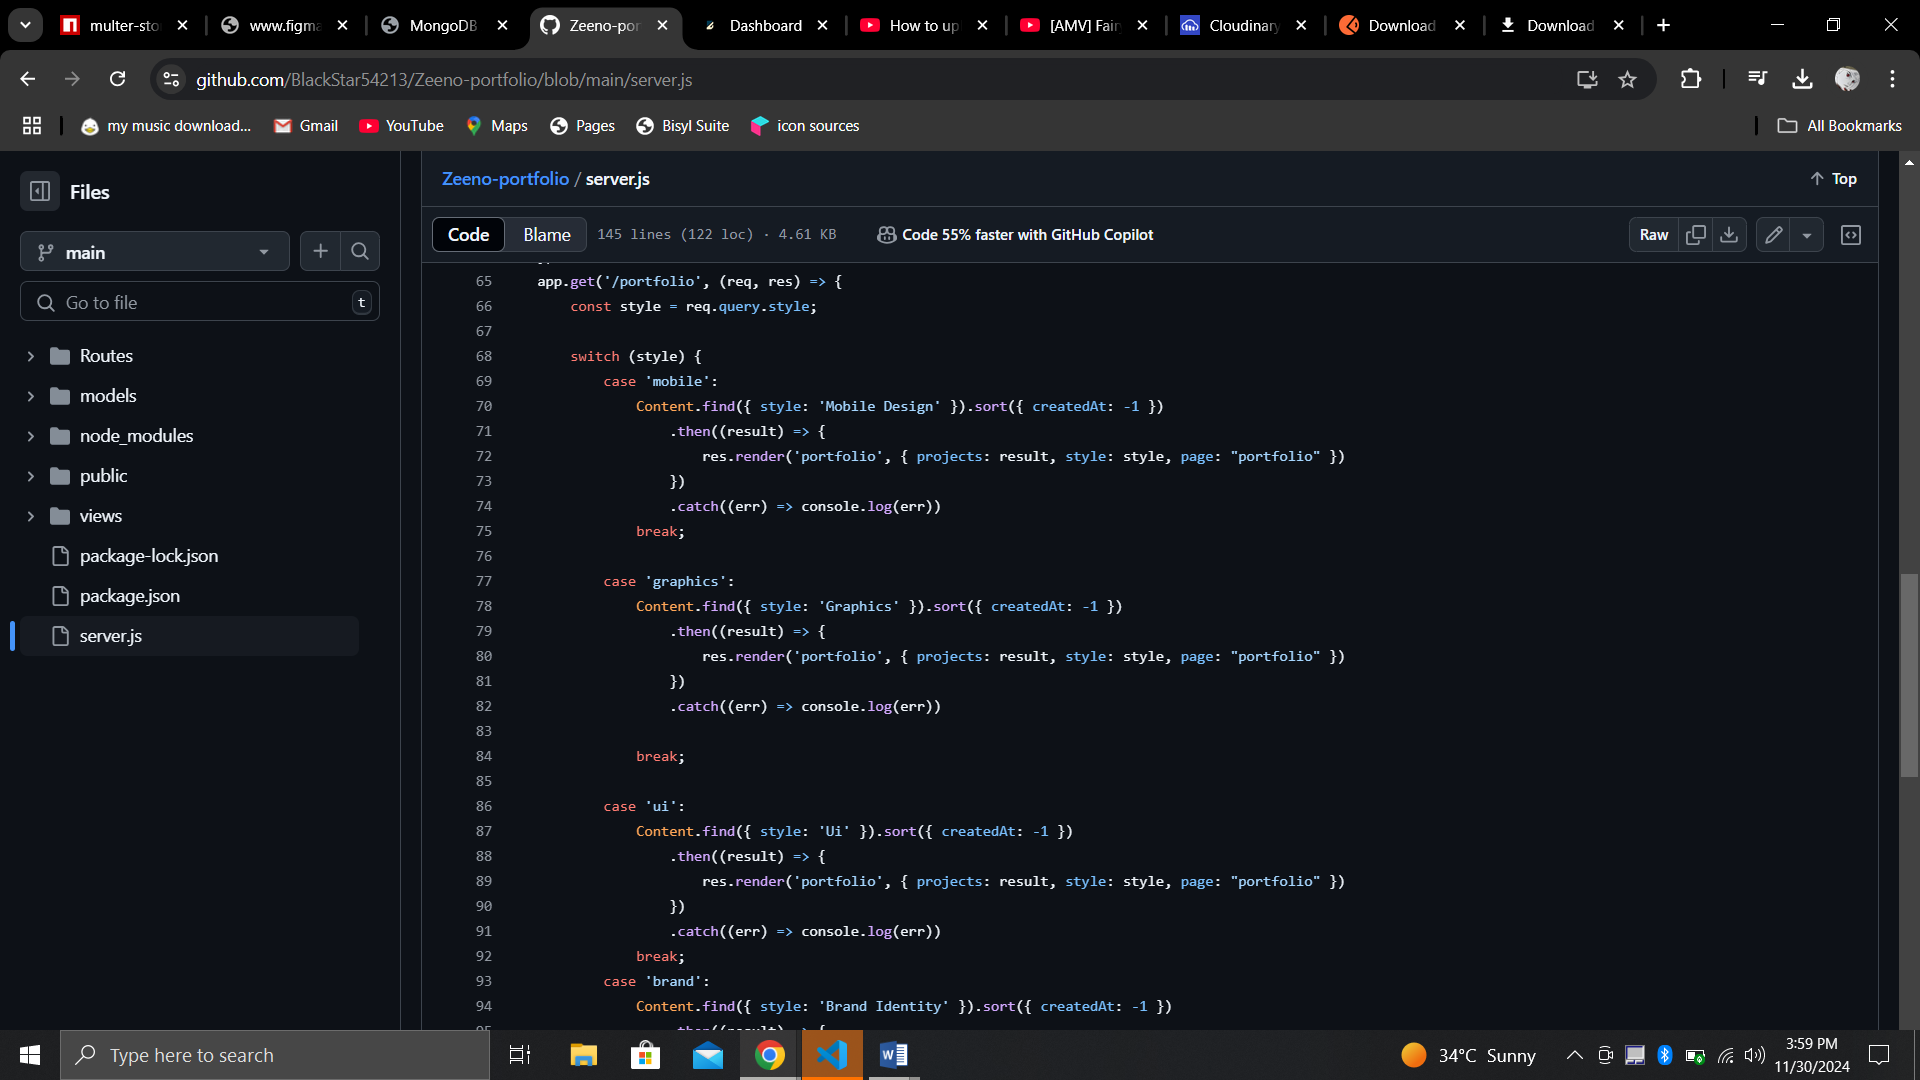 multer-sto
www.figma
MongoDB
Zeeno-por
Dashboard
How to up
[AMV] Fair
Cloudinary
Download
Download
github.com/BlackStar54213/Zeeno-portfolio/blob/main/server.js
my music download...
Gmail
YouTube
Maps
Pages
Bisyl Suite
icon sources
All Bookmarks
Files
main
Go to file
t
Routes
models
node_modules
public
views
package-lock.json
package.json
server.js
Zeeno-portfolio / server.js
Top
Code
Blame
145 lines (122 loc) · 4.61 KB
Code 55% faster with GitHub Copilot
Raw
65 app.get('/portfolio', (req, res) => {
66 const style = req.query.style;
67
68 switch (style) {
69 case 'mobile':
70 Content.find({ style: 'Mobile Design' }).sort({ createdAt: -1 })
71 .then((result) => {
72 res.render('portfolio', { projects: result, style: style, page: "portfolio" })
73 })
74 .catch((err) => console.log(err))
75 break;
76
77 case 'graphics':
78 Content.find({ style: 'Graphics' }).sort({ createdAt: -1 })
79 .then((result) => {
80 res.render('portfolio', { projects: result, style: style, page: "portfolio" })
81 })
82 .catch((err) => console.log(err))
83
84 break;
85
86 case 'ui':
87 Content.find({ style: 'Ui' }).sort({ createdAt: -1 })
88 .then((result) => {
89 res.render('portfolio', { projects: result, style: style, page: "portfolio" })
90 })
91 .catch((err) => console.log(err))
92 break;
93 case 'brand':
94 Content.find({ style: 'Brand Identity' }).sort({ createdAt: -1 })
95 .then((result) => {
Type here to search
34°C Sunny
3:59 PM
11/30/2024